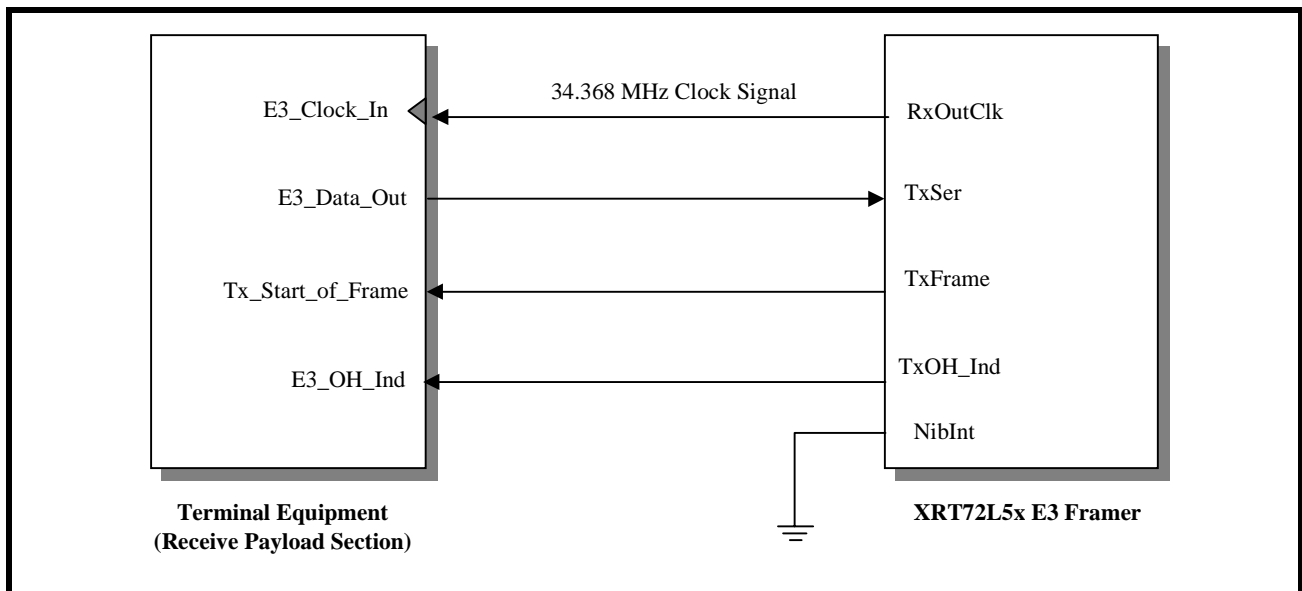 34.368 MHz Clock Signal
E3_Clock_In
RxOutClk
E3_Data_Out
TxSer
Tx_Start_of_Frame
TxFrame
E3_OH_Ind
TxOH_Ind
NibInt
Terminal Equipment
(Receive Payload Section)
XRT72L5x E3 Framer